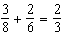 3/8 + 2/6 = 2/3